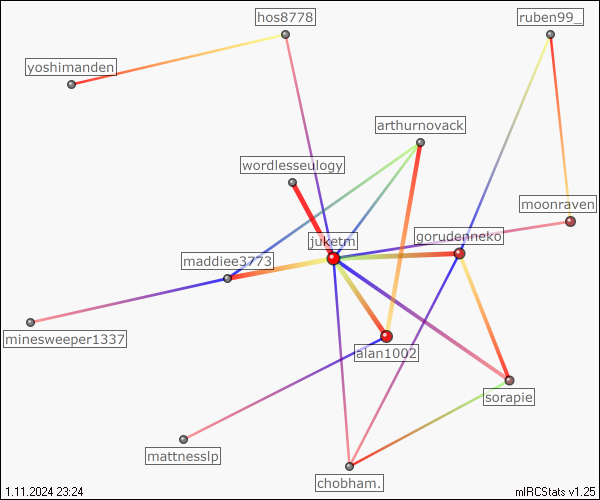 hos8778
ruben99_
yoshimanden
arthurnovack
wordlesseulogy
moonraven
juketm
gorudenneko
maddiee3773
minesweeper1337
alan1002
sorapie
mattnesslp
chobham.
1.11.2024 23:24
mIRCStats v1.25